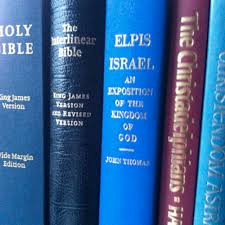 HOLY
BIBLE
King James
Version
Wide Margin
Edition
The
Interlinear
Bible
KING JAMES
VERSION
AND REVISED
VERSION
ELPIS
ISRAEL
AN
EXPOSITION
OF THE
KINGDOM
OF
GOD
JOHN THOMAS
The Christadelphians